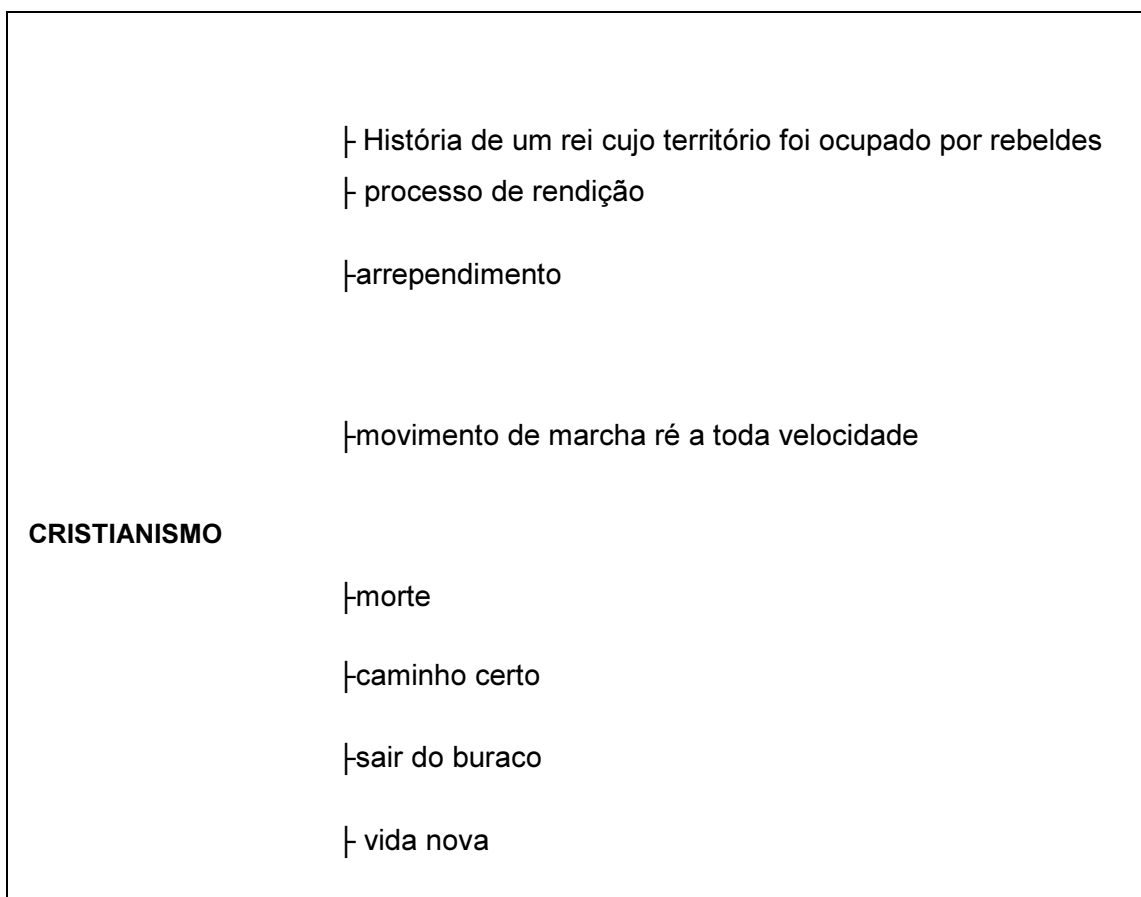 ├ História de um rei cujo território foi ocupado por rebeldes
├ processo de rendição
├arrependimento
├movimento de marcha ré a toda velocidade
CRISTIANISMO
├morte
├caminho certo
├sair do buraco
├ vida nova